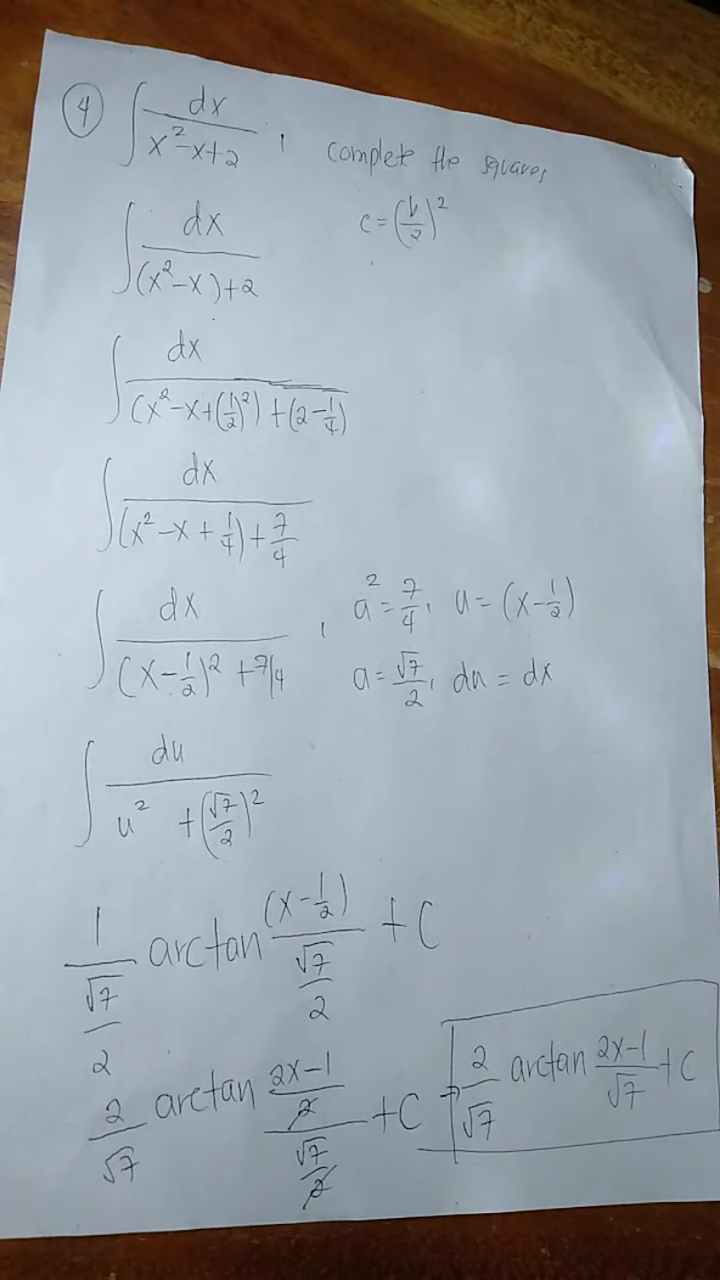 ④ ∫ dx/(x²-x+2) , complete the squares
∫ dx/((x²-x)+2) c = (b/2)²
∫ dx/((x²-x+(1/2)²)+(2-1/4))
∫ dx/((x²-x+1/4)+7/4)
∫ dx/((x-1/2)²+7/4) , a²=7/4, u=(x-1/2)
a=√7/2, du=dx
∫ du/(u²+(√7/2)²)
1/(√7/2) arctan (x-1/2)/(√7/2) +C
2/√7 arctan ((2x-1)/2)/(√7/2) +C → 2/√7 arctan (2x-1)/√7 +C